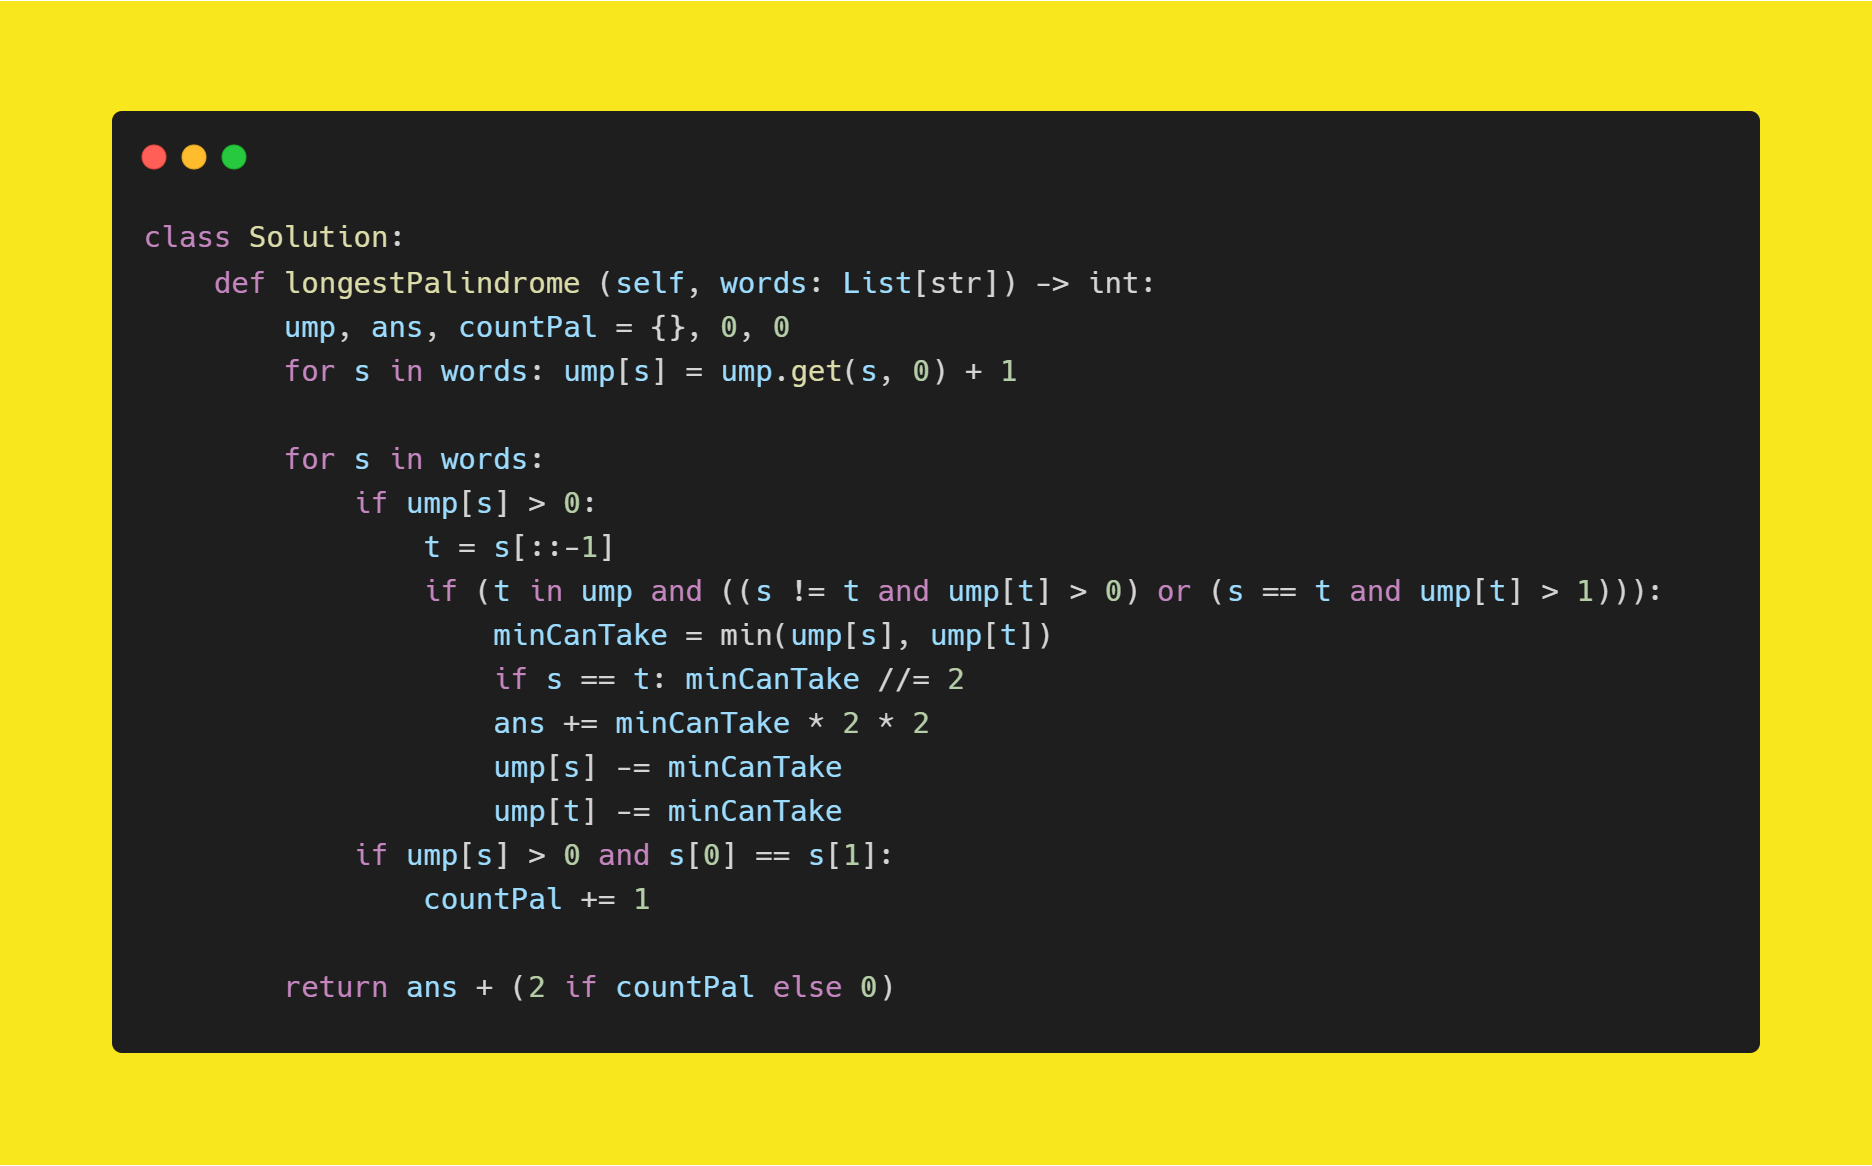 class Solution:
    def longestPalindrome (self, words: List[str]) -> int:
        ump, ans, countPal = {}, 0, 0
        for s in words: ump[s] = ump.get(s, 0) + 1

        for s in words:
            if ump[s] > 0:
                t = s[::-1]
                if (t in ump and ((s != t and ump[t] > 0) or (s == t and ump[t] > 1))):
                    minCanTake = min(ump[s], ump[t])
                    if s == t: minCanTake //= 2
                    ans += minCanTake * 2 * 2
                    ump[s] -= minCanTake
                    ump[t] -= minCanTake
            if ump[s] > 0 and s[0] == s[1]:
                countPal += 1

        return ans + (2 if countPal else 0)